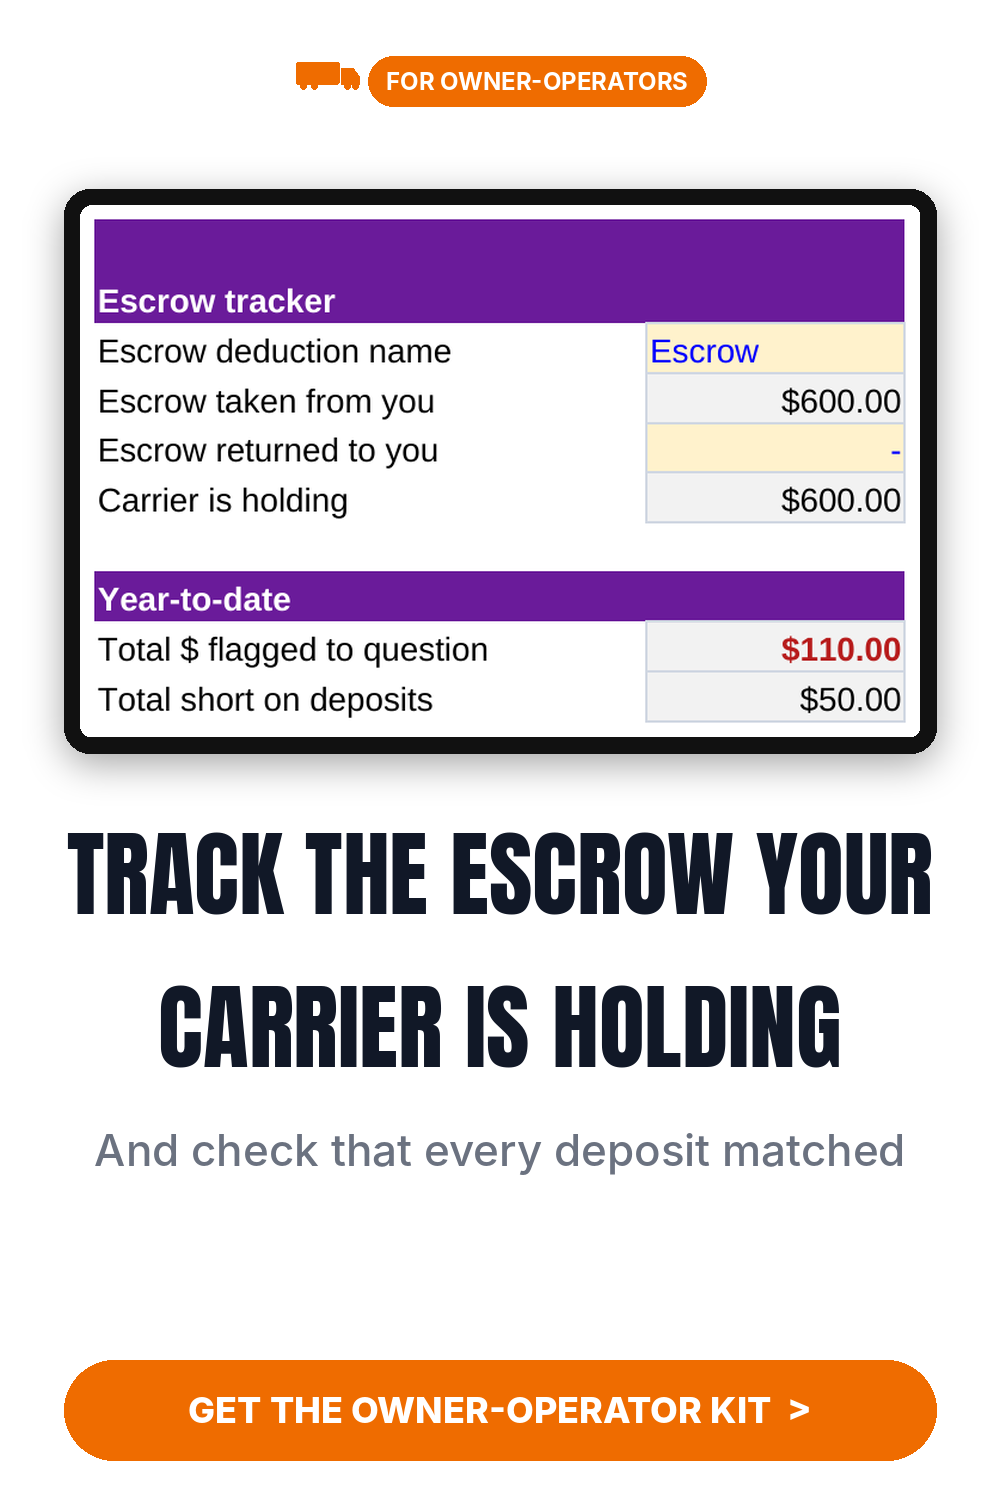 FOR OWNER-OPERATORS
Escrow tracker
Escrow deduction name Escrow
Escrow taken from you $600.00
Escrow returned to you -
Carrier is holding $600.00
Year-to-date
Total $ flagged to question $110.00
Total short on deposits $50.00
TRACK THE ESCROW YOUR
CARRIER IS HOLDING
And check that every deposit matched
GET THE OWNER-OPERATOR KIT >